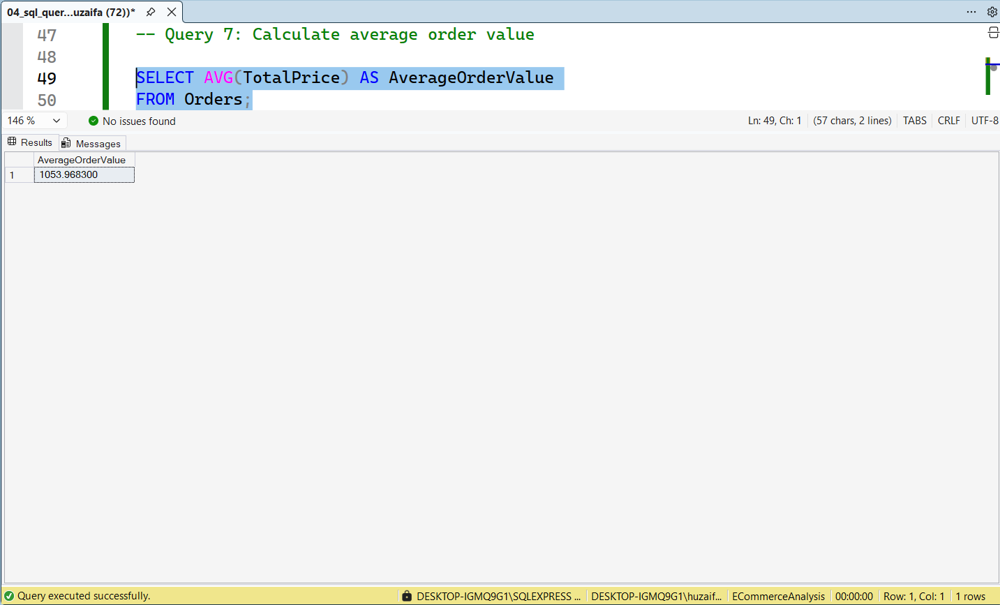 04_sql_quer...uzaifa (72))*
47 -- Query 7: Calculate average order value
48
49 SELECT AVG(TotalPrice) AS AverageOrderValue
50 FROM Orders;
146 % No issues found Ln: 49, Ch: 1 (57 chars, 2 lines) TABS CRLF UTF-8
Results Messages
AverageOrderValue
1 1053.968300
Query executed successfully. DESKTOP-IGMQ9G1\SQLEXPRESS ... DESKTOP-IGMQ9G1\huzaif... ECommerceAnalysis 00:00:00 Row: 1, Col: 1 1 rows